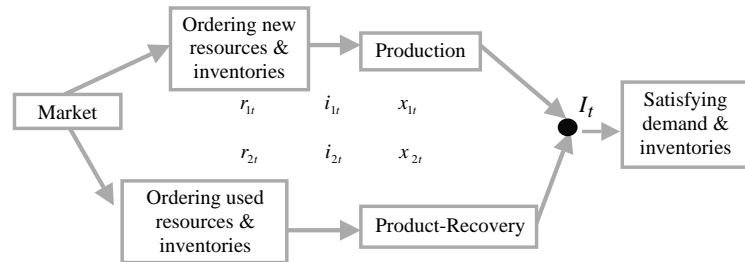 Ordering new
resources &
inventories
Production
Market
r1t i1t x1t
It
Satisfying
demand &
inventories
r2t i2t x2t
Ordering used
resources &
inventories
Product-Recovery